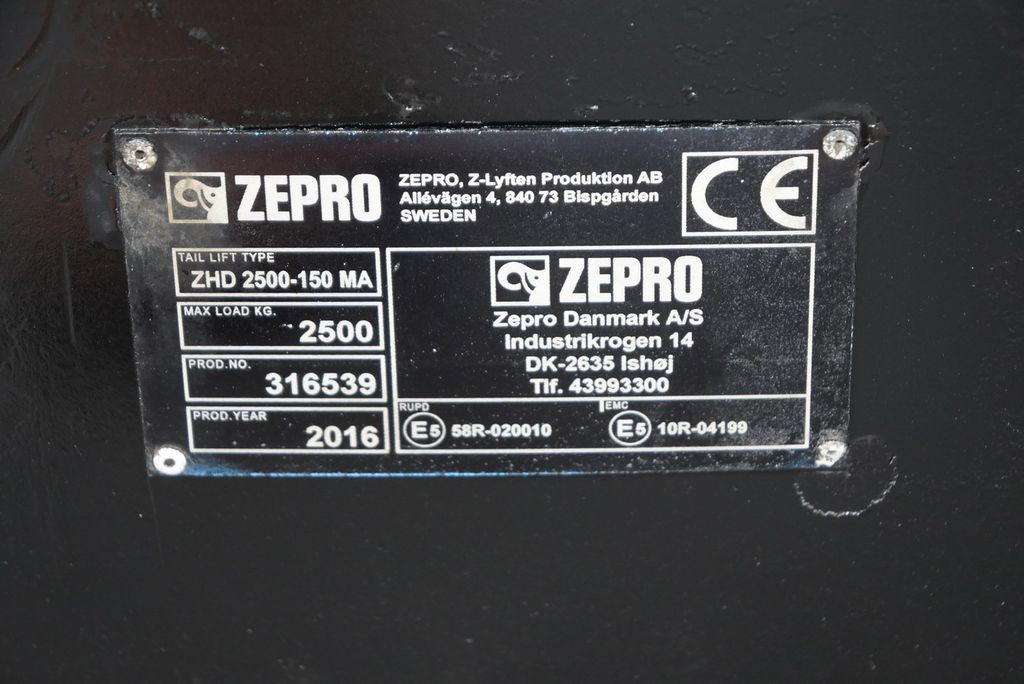 ZEPRO
ZEPRO, Z-Lyften Produktion AB
Allévägen 4, 840 73 Bispgården
SWEDEN
CE
TAIL LIFT TYPE
ZHD 2500-150 MA
MAX LOAD KG.
2500
PROD.NO.
316539
PROD.YEAR
2016
ZEPRO
Zepro Danmark A/S
Industrikrogen 14
DK-2635 Ishøj
Tlf. 43993300
RUPD
E5 58R-020010
EMC
E5 10R-04199